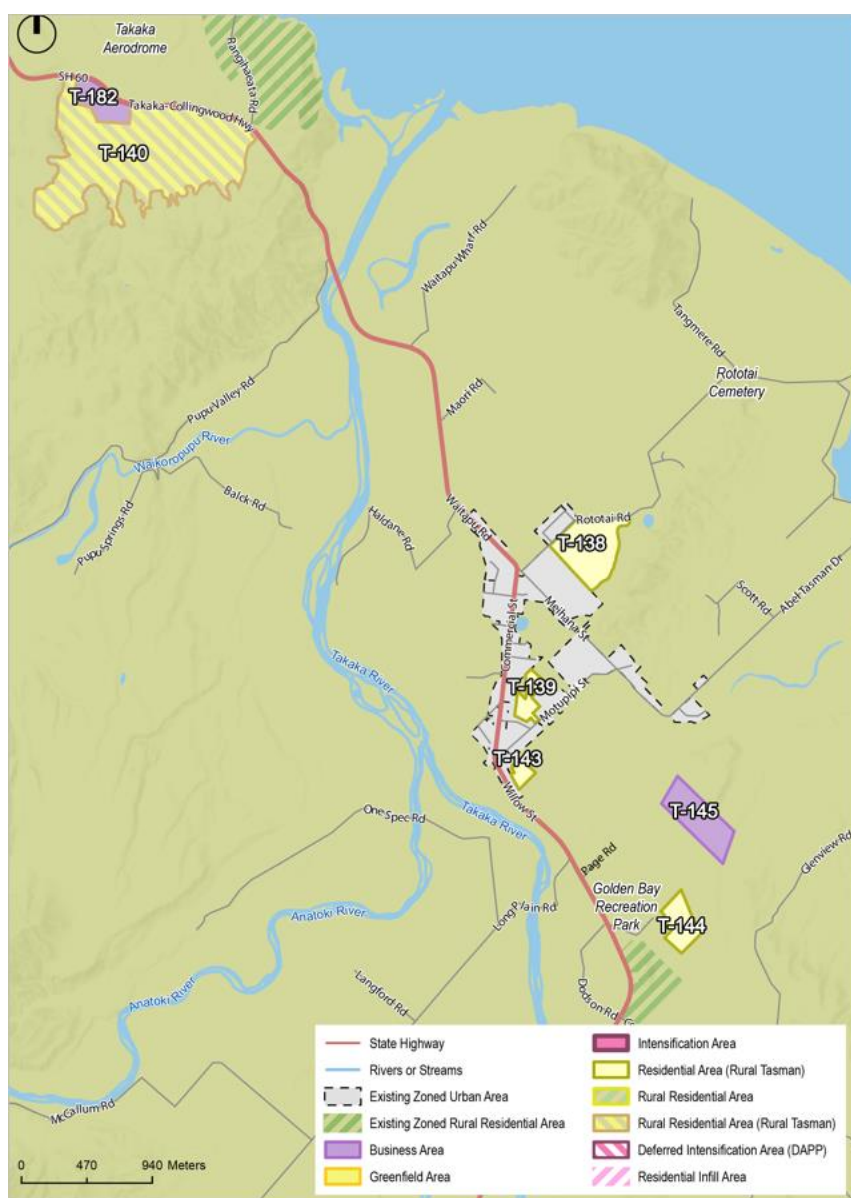 Takaka
Aerodrome
Rangihaeata Rd
SH 60
T-182
Takaka-Collingwood Hwy
T-140
Waitapu Wharf Rd
Tangmere Rd
Rototai
Cemetery
Pupu Valley Rd
Maori Rd
Waikoropupu River
Balck Rd
Pupu Springs Rd
Haldane Rd
Waitapu Rd
Rototai Rd
T-138
Abel Tasman Dr
Scott Rd
Meihana St
Commercial St
Takaka River
T-139
Motupipi St
T-143
Willow St
T-145
One Spec Rd
Takaka River
Glenview Rd
Page Rd
Golden Bay
Recreation
Park
Long Plain Rd
T-144
Anatoki River
Langford Rd
Dodson Rd
Anatoki River
McCallum Rd
State Highway
Rivers or Streams
Existing Zoned Urban Area
Existing Zoned Rural Residential Area
Business Area
Greenfield Area
Intensification Area
Residential Area (Rural Tasman)
Rural Residential Area
Rural Residential Area (Rural Tasman)
Deferred Intensification Area (DAPP)
Residential Infill Area
0 470 940 Meters